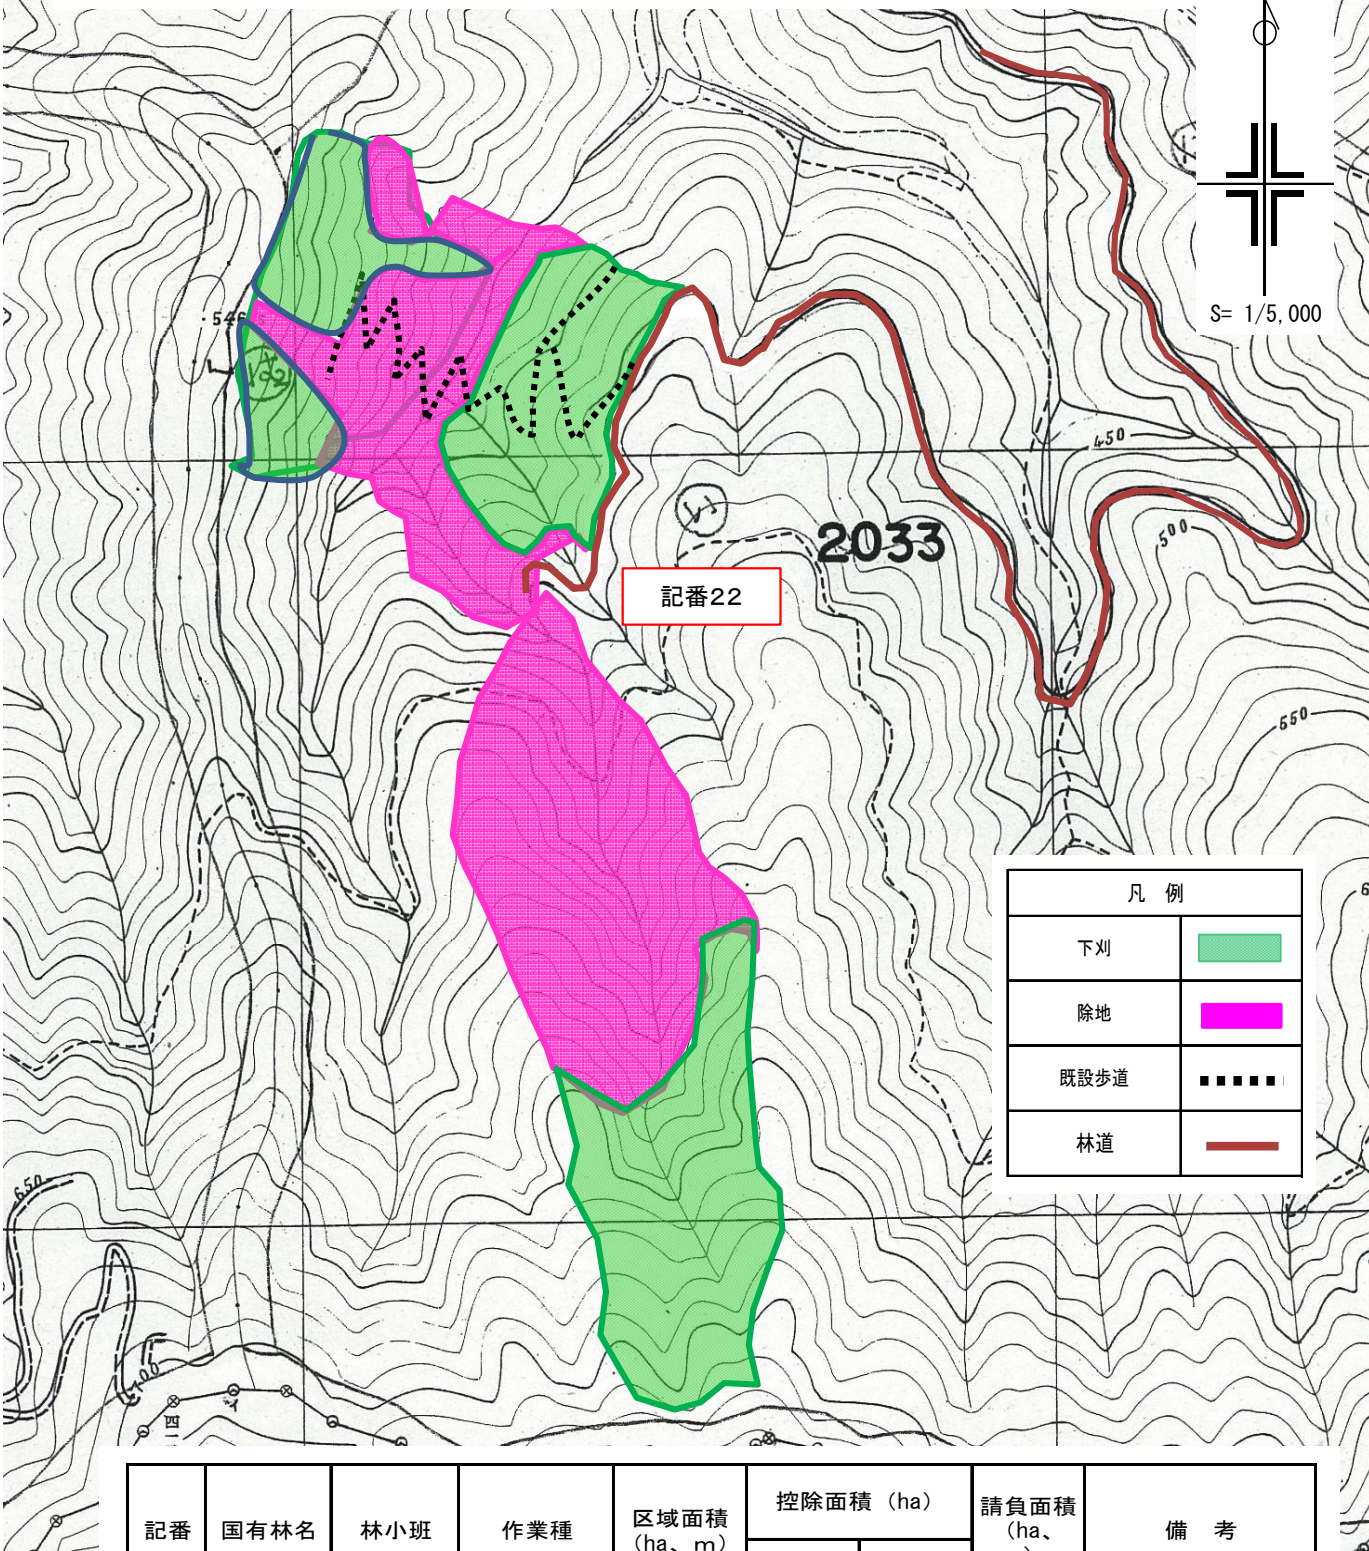 S= 1/5,000
546
122
450
2033
500
記番22
550
凡 例
下刈
除地
既設歩道
林道
650
700
記番
国有林名
林小班
作業種
区域面積
(ha、m)
控除面積 (ha)
請負面積
(ha、
備 考